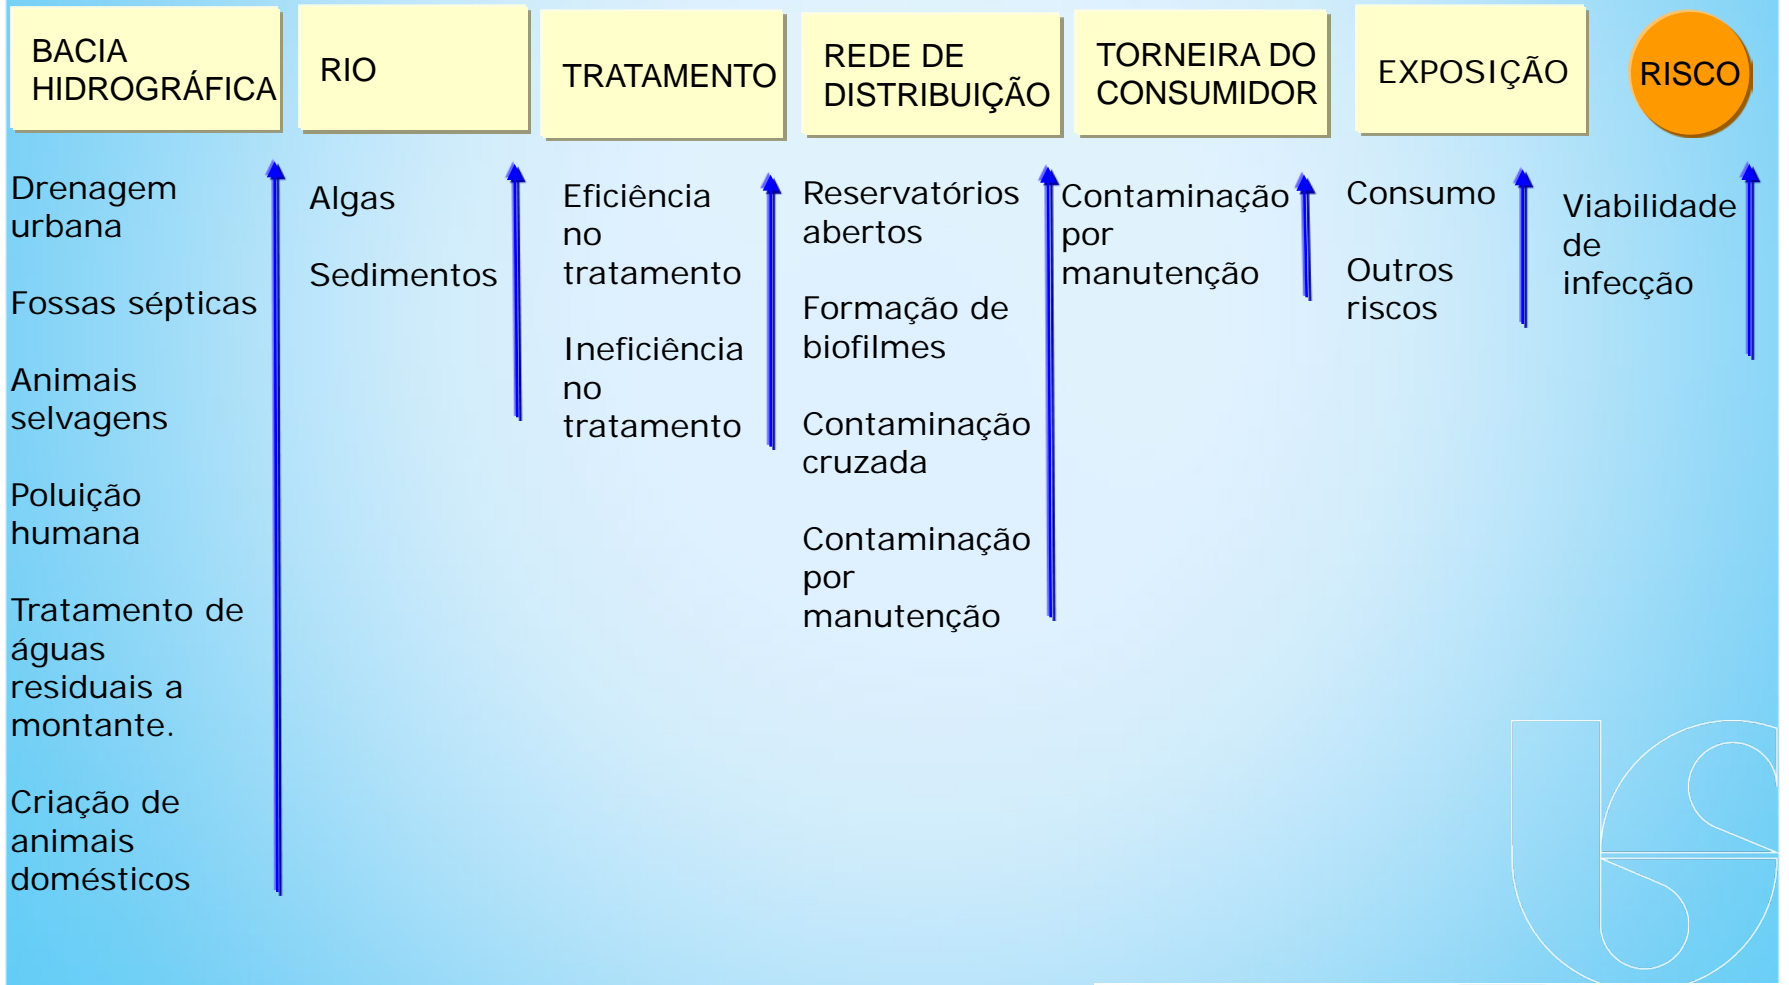 BACIA
HIDROGRÁFICA
RIO
TRATAMENTO
REDE DE
DISTRIBUIÇÃO
TORNEIRA DO
CONSUMIDOR
EXPOSIÇÃO
RISCO
Drenagem
urbana
Fossas sépticas
Animais
selvagens
Poluição
humana
Tratamento de
águas
residuais a
montante.
Criação de
animais
domésticos
Algas
Sedimentos
Eficiência
no
tratamento
Ineficiência
no
tratamento
Reservatórios
abertos
Formação de
biofilmes
Contaminação
cruzada
Contaminação
por
manutenção
Contaminação
por
manutenção
Consumo
Outros
riscos
Viabilidade
de
infecção